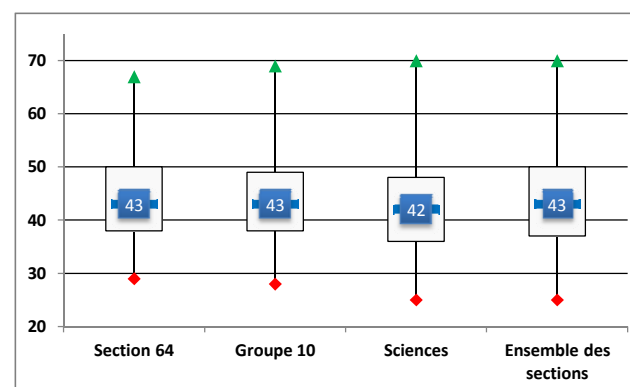 70
60
50
40
30
20
43
43
42
43
Section 64
Groupe 10
Sciences
Ensemble des
sections